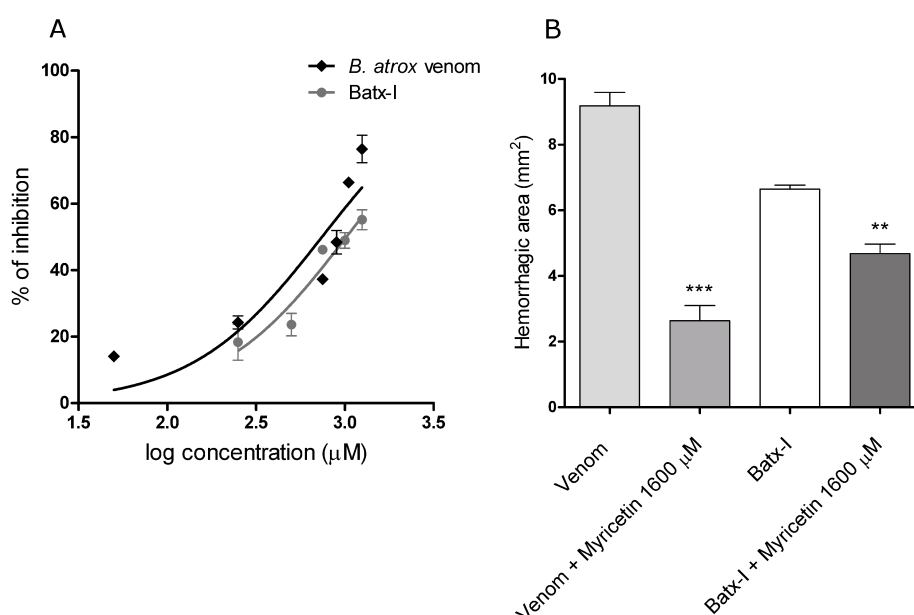 A
B. atrox venom
Batx-I
100
80
60
40
20
0
% of inhibition
1.5 2.0 2.5 3.0 3.5
log concentration (μM)
B
10
8
6
4
2
0
Hemorrhagic area (mm²)
***
**
Venom
Venom + Myricetin 1600 μM
Batx-I
Batx-I + Myricetin 1600 μM